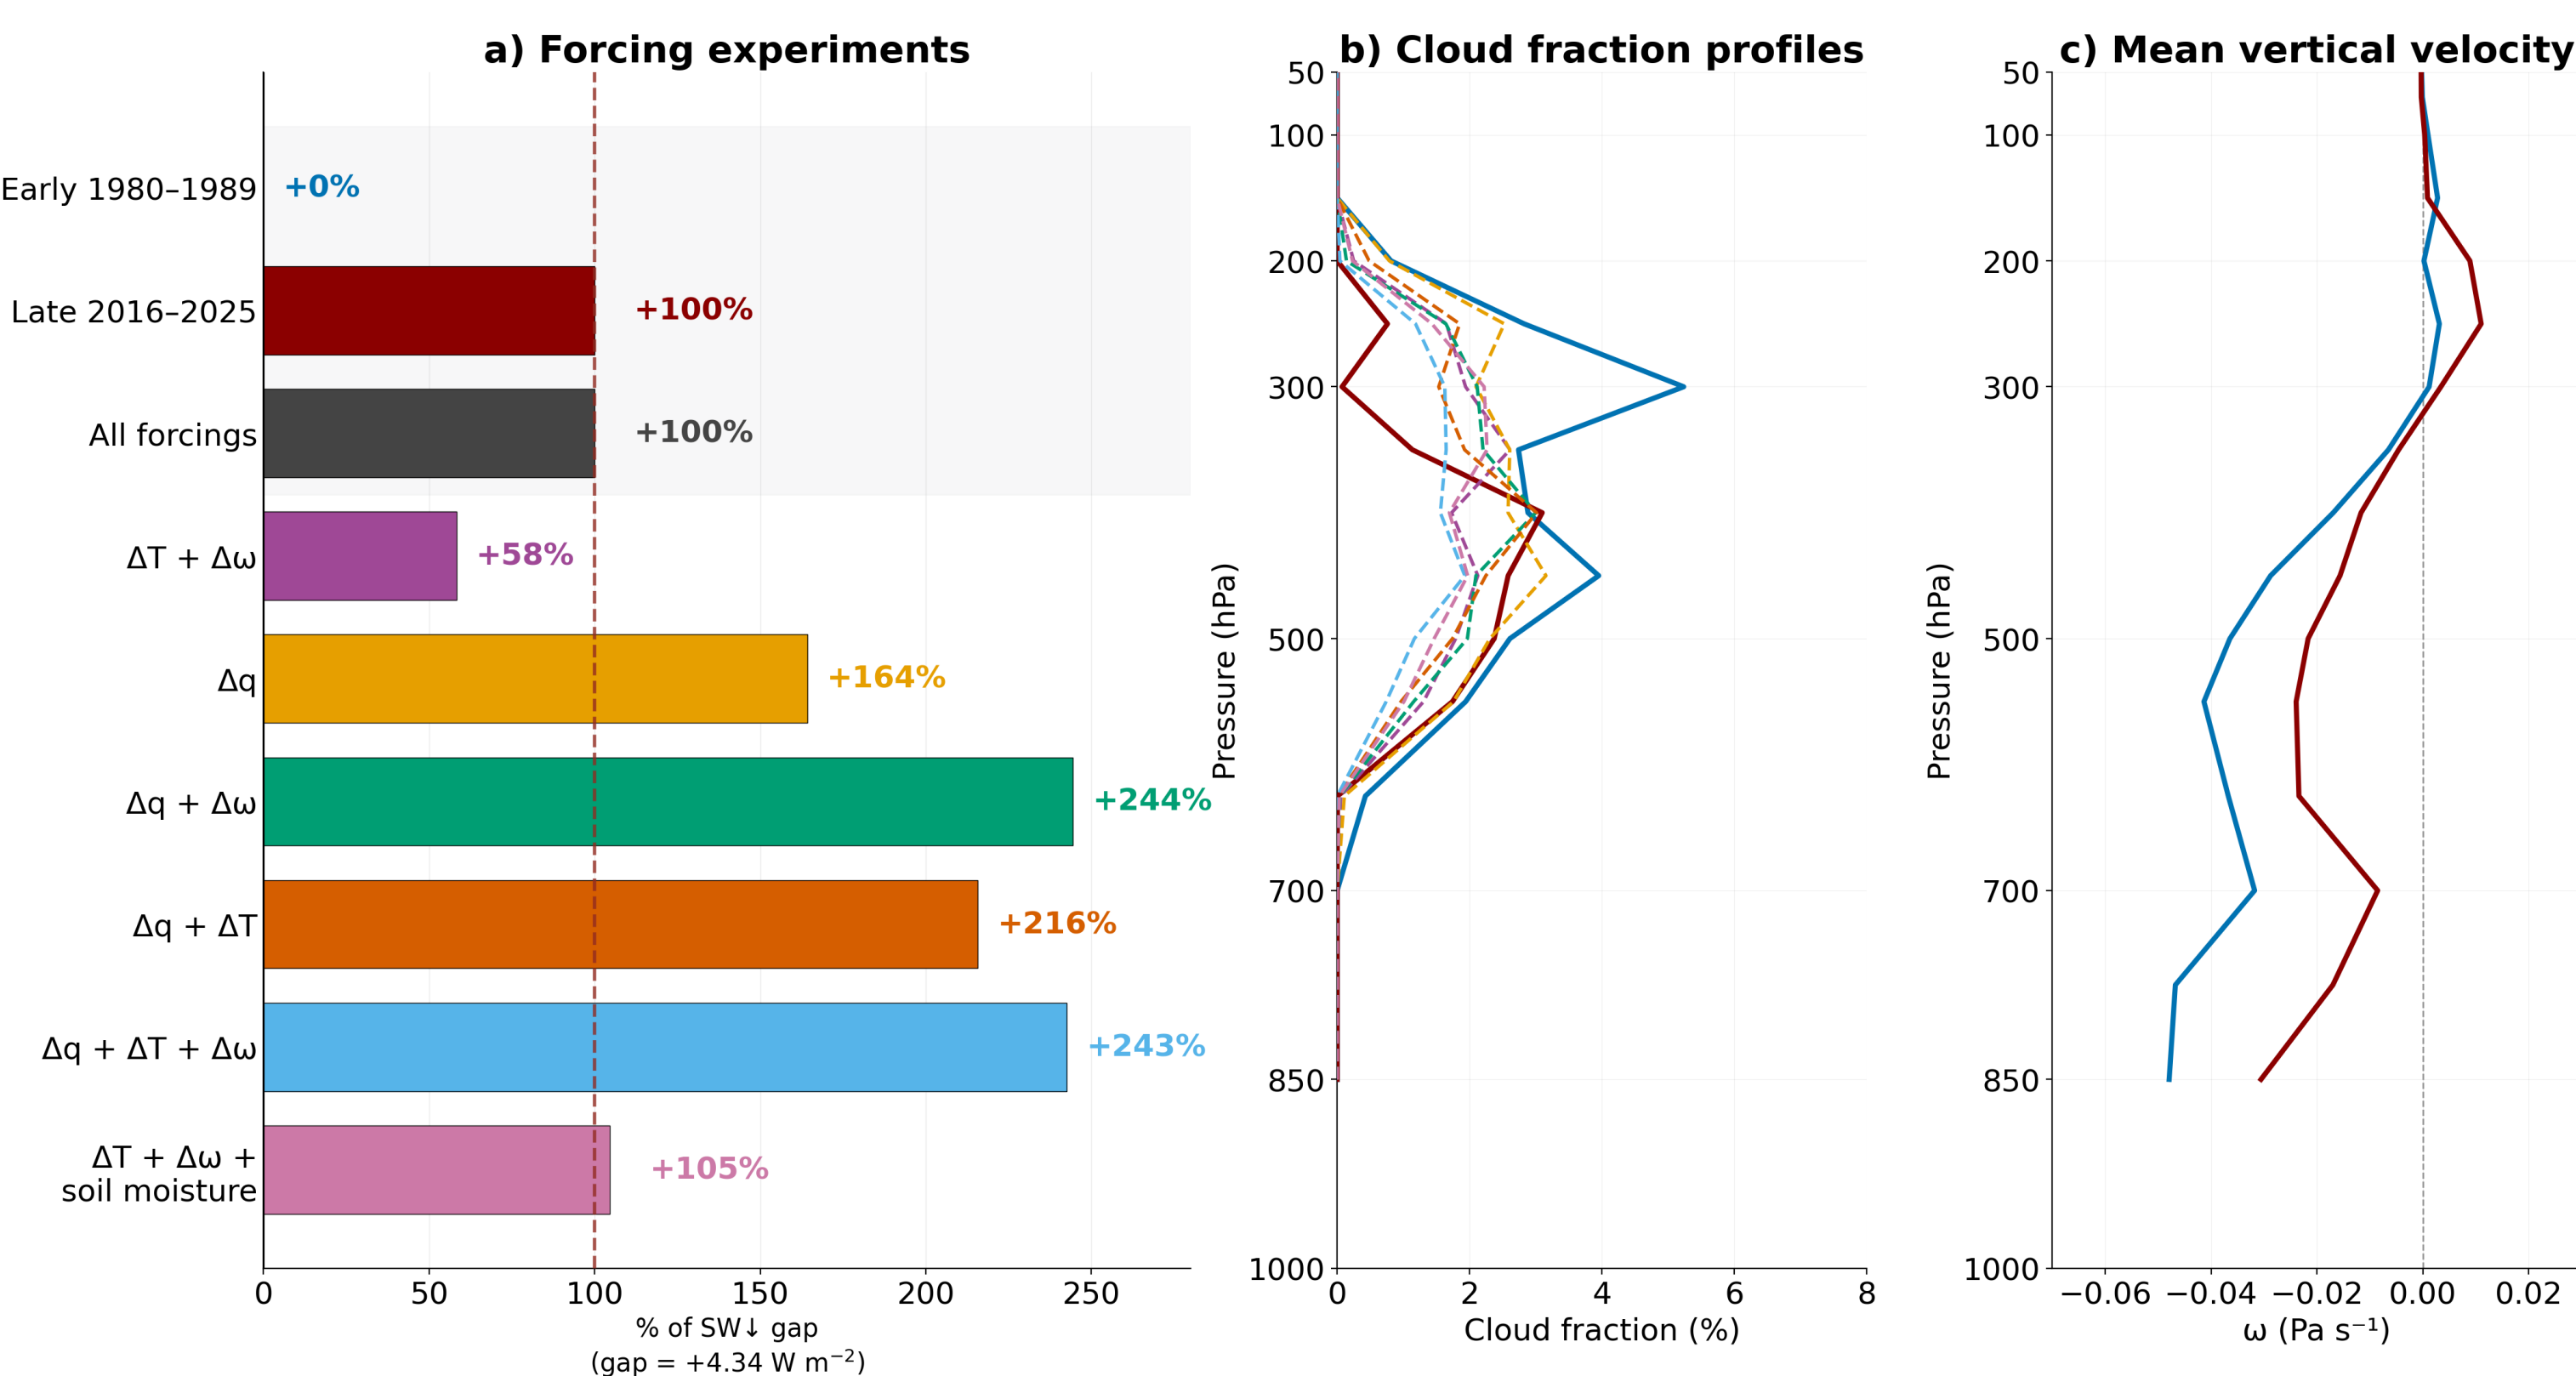 a) Forcing experiments
Early 1980–1989
+0%
Late 2016–2025
+100%
All forcings
+100%
ΔT + Δω
+58%
Δq
+164%
Δq + Δω
+244%
Δq + ΔT
+216%
Δq + ΔT + Δω
+243%
ΔT + Δω +
soil moisture
+105%
0 50 100 150 200 250
% of SW↓ gap
(gap = +4.34 W m⁻²)
b) Cloud fraction profiles
50
100
200
300
500
700
850
1000
Pressure (hPa)
0 2 4 6 8
Cloud fraction (%)
c) Mean vertical velocity
50
100
200
300
500
700
850
1000
Pressure (hPa)
−0.06 −0.04 −0.02 0.00 0.02
ω (Pa s⁻¹)